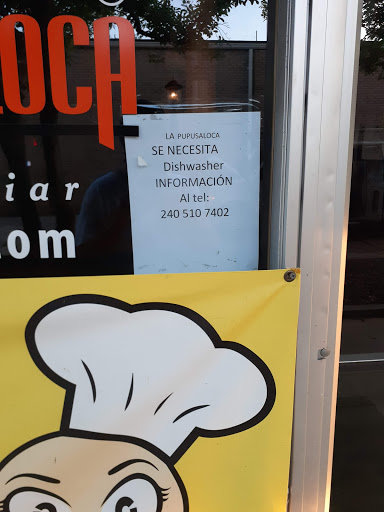 LOCA
LA PUPUSALOCA
SE NECESITA
Dishwasher
INFORMACIÓN
Al tel:
240 510 7402
iar
.com